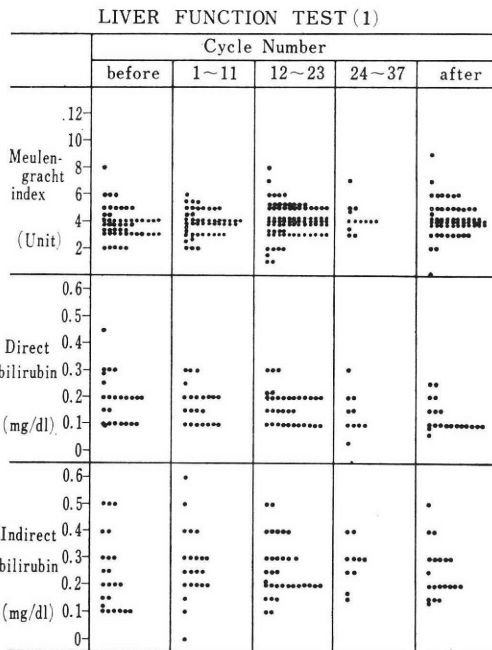 LIVER FUNCTION TEST (1)
Cycle Number
before 1~11 12~23 24~37 after
Meulen-
gracht
index
(Unit)
.12
10
8
6
4
2
Direct
bilirubin
(mg/dl)
0.6
0.5
0.4
0.3
0.2
0.1
0
Indirect
bilirubin
(mg/dl)
0.6
0.5
0.4
0.3
0.2
0.1
0